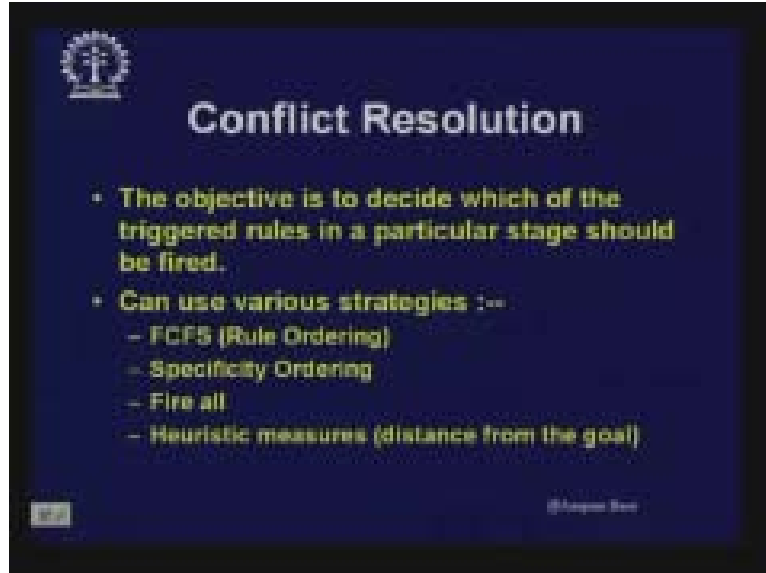 Conflict Resolution
• The objective is to decide which of the
triggered rules in a particular stage should
be fired.
• Can use various strategies :--
– FCFS (Rule Ordering)
– Specificity Ordering
– Fire all
– Heuristic measures (distance from the goal)